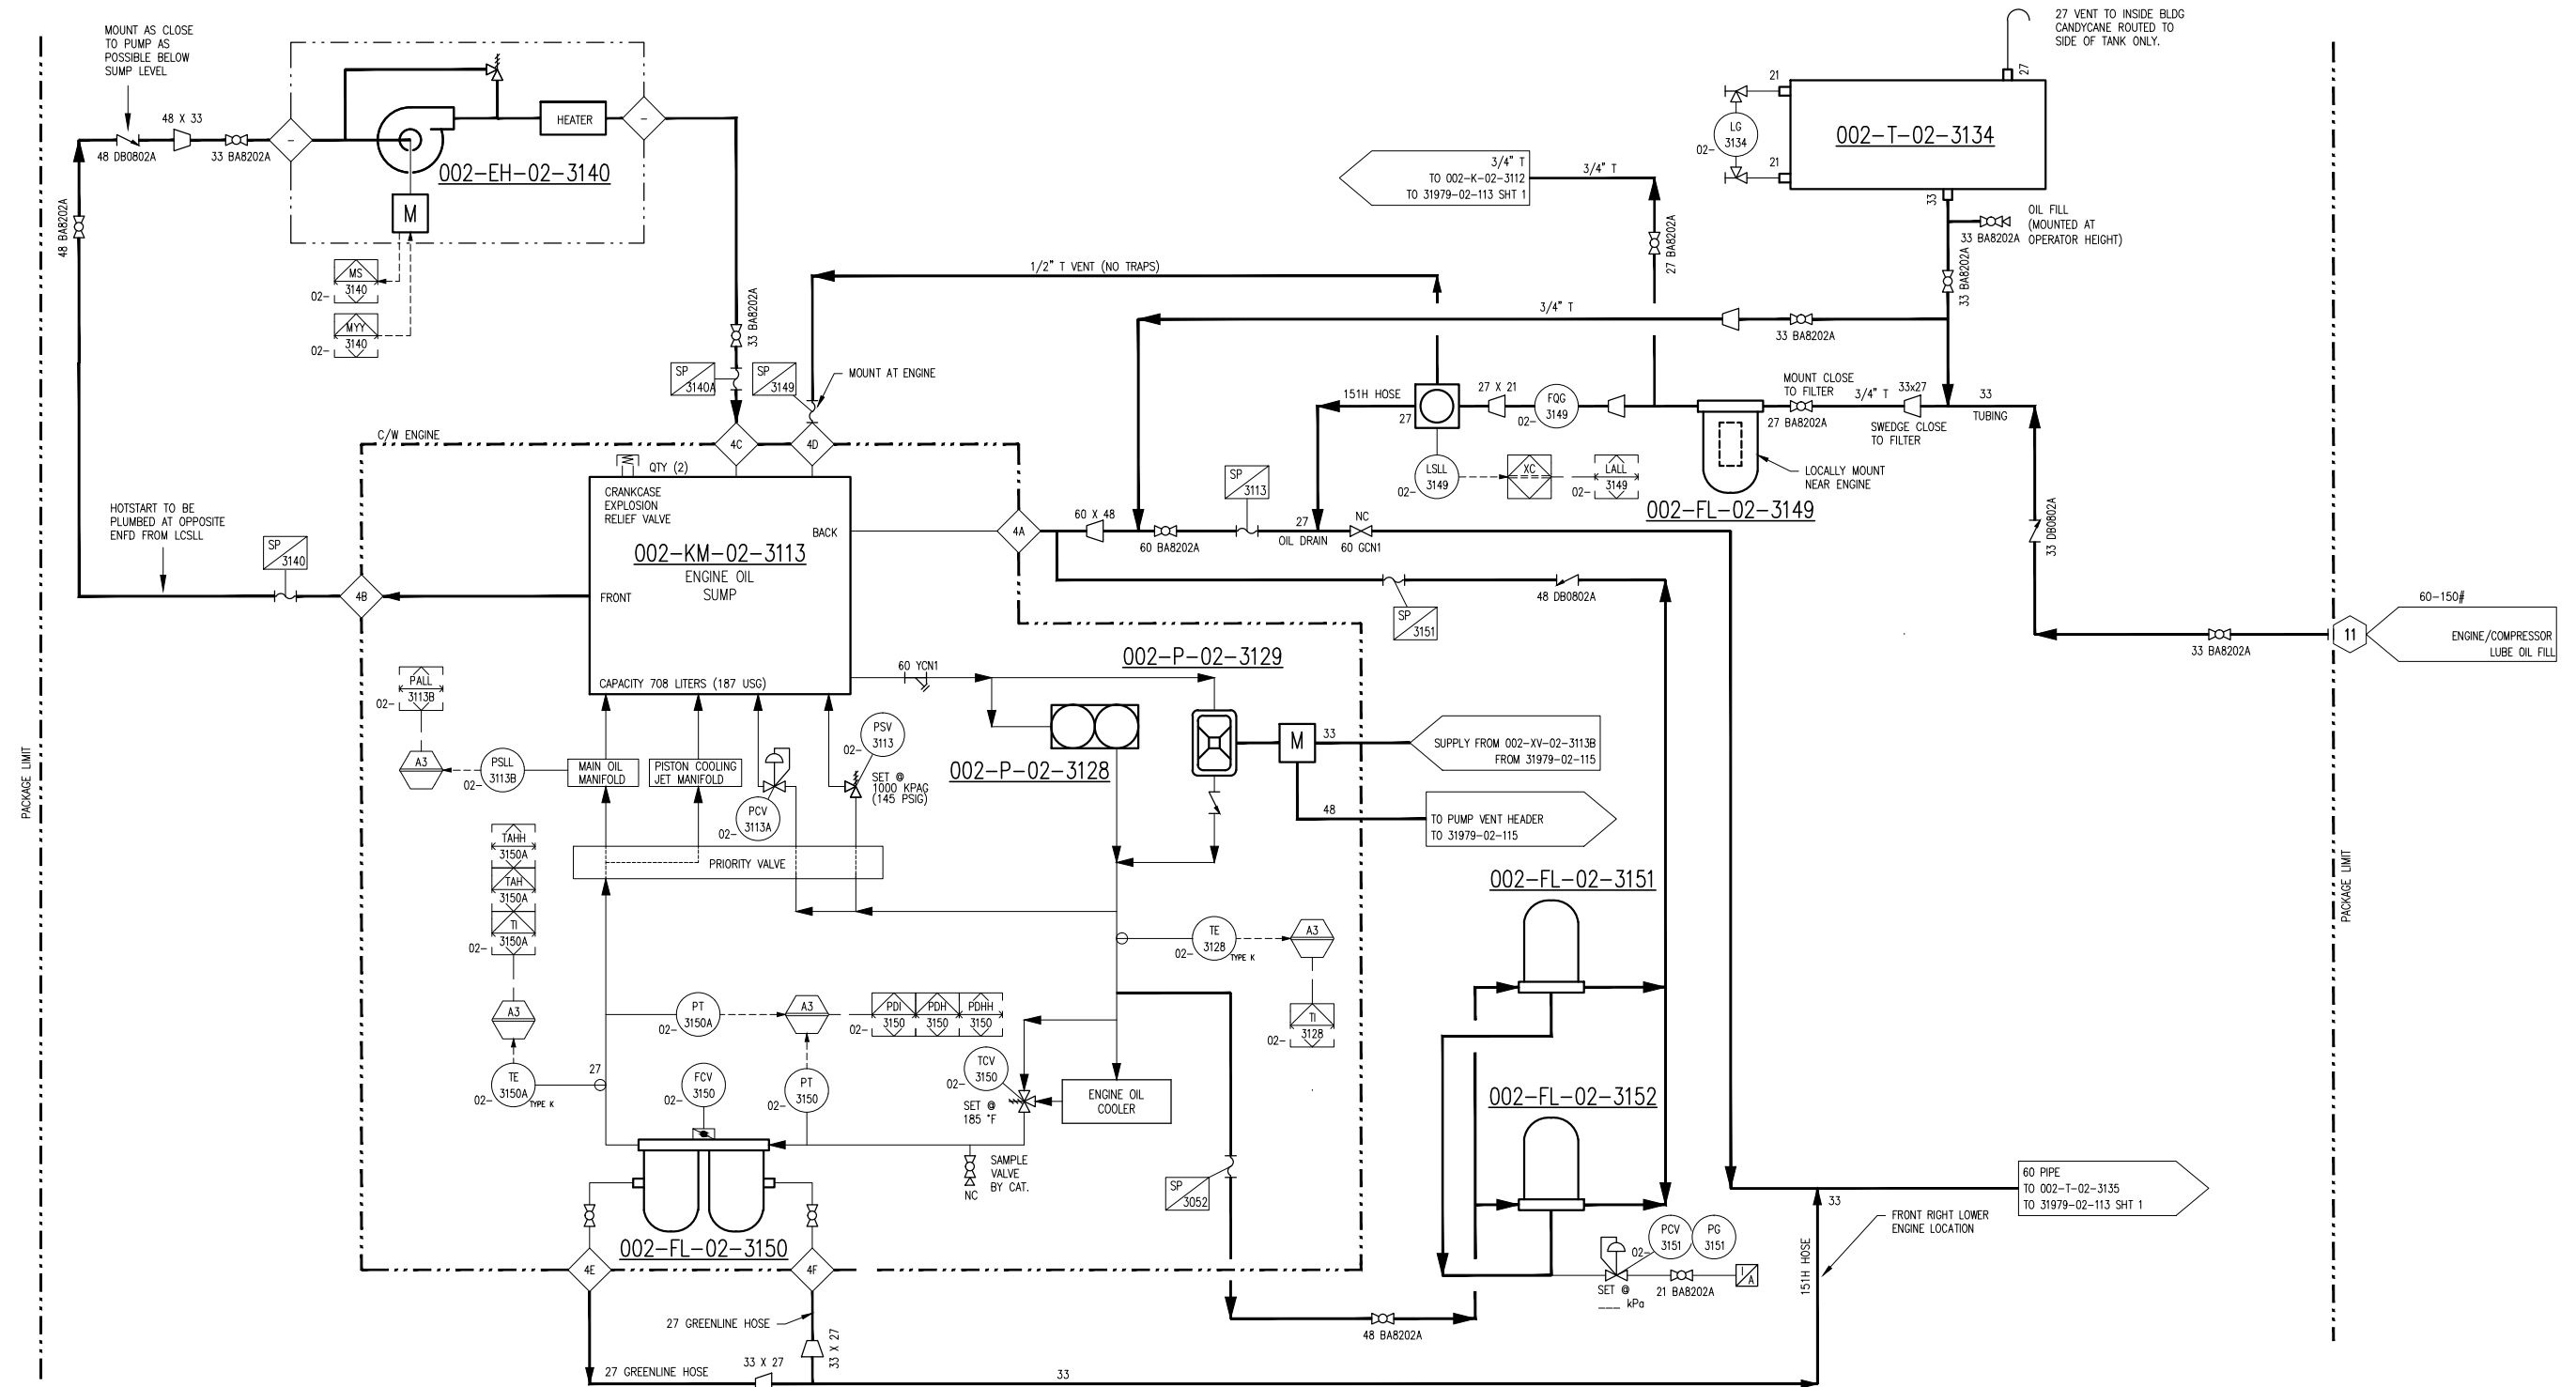 MOUNT AS CLOSE
TO PUMP AS
POSSIBLE BELOW
SUMP LEVEL
48 X 33
48 DB0802A
33 BA8202A
-
HEATER
-
002-EH-02-3140
M
MS
3140
02-
MYY
3140
02-
48 BA8202A
33 BA8202A
SP
3140A
SP
3149
MOUNT AT ENGINE
1/2" T VENT (NO TRAPS)
3/4" T
TO 002-K-02-3112
TO 31979-02-113 SHT 1
3/4" T
27 BA8202A
27 VENT TO INSIDE BLDG
CANDYCANE ROUTED TO
SIDE OF TANK ONLY.
27
21
LG
3134
02-
21
002-T-02-3134
33
OIL FILL
(MOUNTED AT
OPERATOR HEIGHT)
33 BA8202A
33 BA8202A
3/4" T
33 BA8202A
151H HOSE
27
27 X 21
FQG
3149
02-
MOUNT CLOSE
TO FILTER
27 BA8202A
3/4" T
33x27
33
TUBING
SWEDGE CLOSE
TO FILTER
LOCALLY MOUNT
NEAR ENGINE
002-FL-02-3149
LSLL
3149
02-
XC
LALL
3149
02-
33 DB0802A
60-150#
11
ENGINE/COMPRESSOR
LUBE OIL FILL
33 BA8202A
C/W ENGINE
4C
4D
QTY (2)
CRANKCASE
EXPLOSION
RELIEF VALVE
BACK
002-KM-02-3113
ENGINE OIL
SUMP
FRONT
CAPACITY 708 LITERS (187 USG)
4A
60 X 48
60 BA8202A
SP
3113
27
OIL DRAIN
NC
60 GCN1
48 DB0802A
SP
3151
HOTSTART TO BE
PLUMBED AT OPPOSITE
ENFD FROM LCSLL
SP
3140
4B
PACKAGE LIMIT
PALL
3113B
02-
A3
PSLL
3113B
02-
MAIN OIL
MANIFOLD
PISTON COOLING
JET MANIFOLD
PCV
3113A
02-
PSV
3113
02-
SET @
1000 KPAG
(145 PSIG)
60 YCN1
002-P-02-3129
002-P-02-3128
M
33
SUPPLY FROM 002-XV-02-3113B
FROM 31979-02-115
48
TO PUMP VENT HEADER
TO 31979-02-115
PRIORITY VALVE
TAHH
3150A
TAH
3150A
TI
3150A
02-
A3
TE
3150A
02-
TYPE K
27
PT
3150A
02-
A3
PDI
3150
PDH
3150
PDHH
3150
02-
FCV
3150
02-
PT
3150
02-
TCV
3150
02-
SET @
185 °F
ENGINE OIL
COOLER
TE
3128
02-
TYPE K
A3
TI
3128
02-
SAMPLE
VALVE
BY CAT.
NC
002-FL-02-3150
4E
4F
SP
3052
002-FL-02-3151
002-FL-02-3152
PCV
3151
PG
3151
02-
SET @
___ kPa
21 BA8202A
I
A
48 BA8202A
27 GREENLINE HOSE
27 GREENLINE HOSE
33 X 27
33 X 27
33
151H HOSE
33
FRONT RIGHT LOWER
ENGINE LOCATION
60 PIPE
TO 002-T-02-3135
TO 31979-02-113 SHT 1
PACKAGE LIMIT